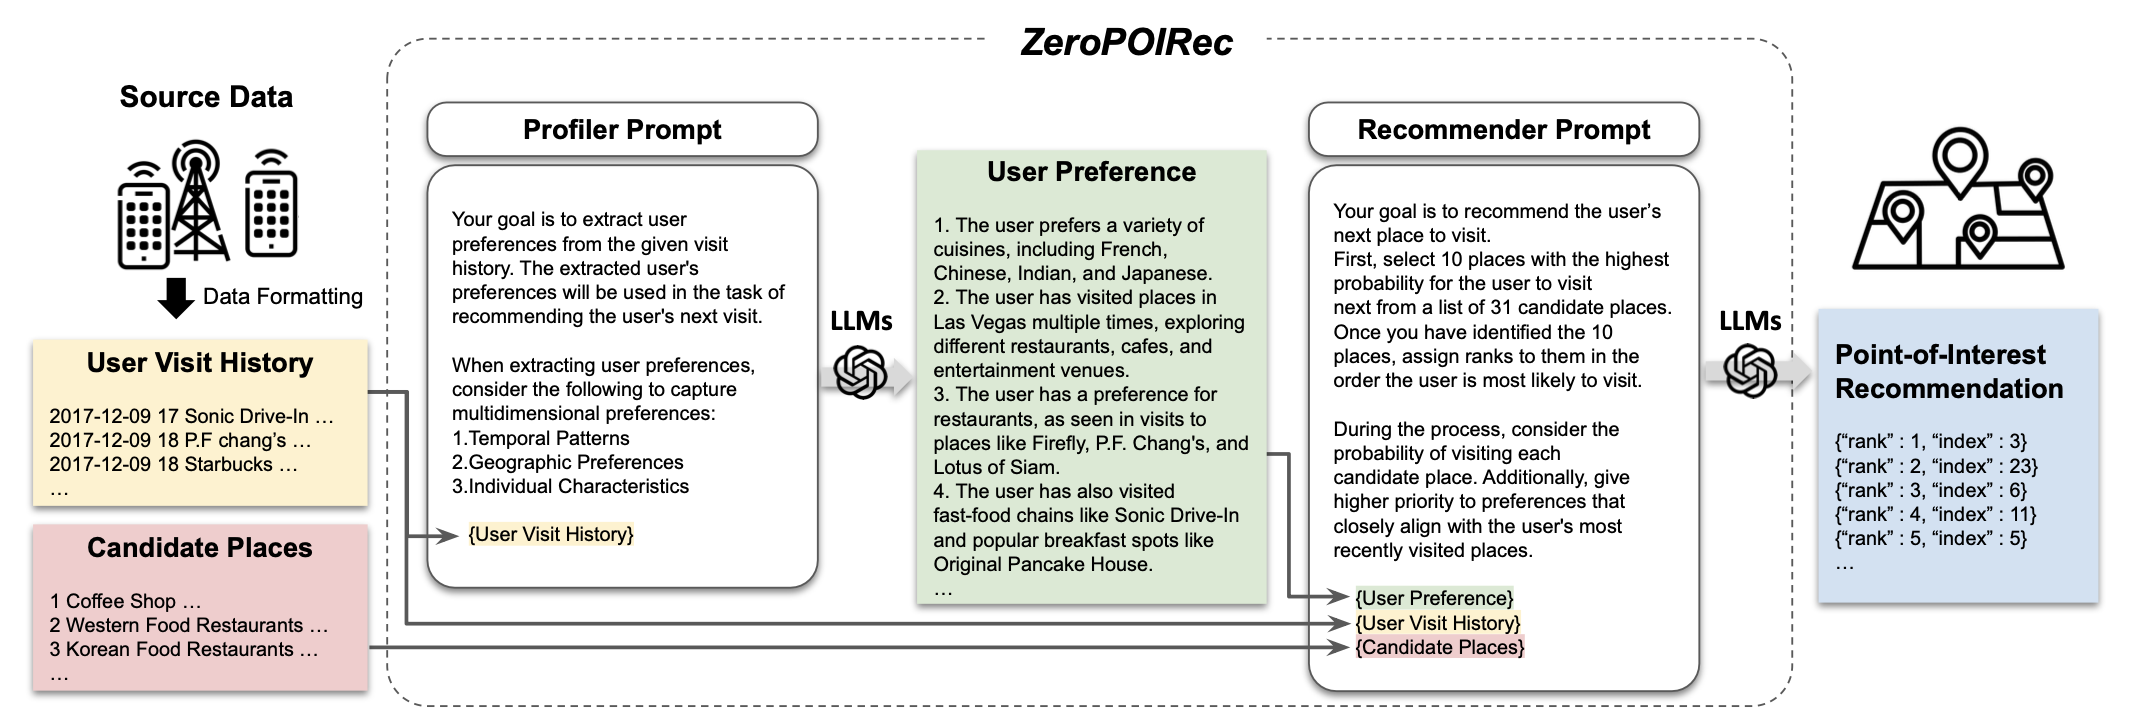 ZeroPOIRec
Source Data
Data Formatting
User Visit History
2017-12-09 17 Sonic Drive-In …
2017-12-09 18 P.F chang’s …
2017-12-09 18 Starbucks …
…
Candidate Places
1 Coffee Shop …
2 Western Food Restaurants …
3 Korean Food Restaurants …
…
Profiler Prompt
Your goal is to extract user
preferences from the given visit
history. The extracted user's
preferences will be used in the task of
recommending the user's next visit.
When extracting user preferences,
consider the following to capture
multidimensional preferences:
1.Temporal Patterns
2.Geographic Preferences
3.Individual Characteristics
{User Visit History}
LLMs
User Preference
1. The user prefers a variety of
cuisines, including French,
Chinese, Indian, and Japanese.
2. The user has visited places in
Las Vegas multiple times, exploring
different restaurants, cafes, and
entertainment venues.
3. The user has a preference for
restaurants, as seen in visits to
places like Firefly, P.F. Chang's, and
Lotus of Siam.
4. The user has also visited
fast-food chains like Sonic Drive-In
and popular breakfast spots like
Original Pancake House.
…
Recommender Prompt
Your goal is to recommend the user’s
next place to visit.
First, select 10 places with the highest
probability for the user to visit
next from a list of 31 candidate places.
Once you have identified the 10
places, assign ranks to them in the
order the user is most likely to visit.
During the process, consider the
probability of visiting each
candidate place. Additionally, give
higher priority to preferences that
closely align with the user's most
recently visited places.
{User Preference}
{User Visit History}
{Candidate Places}
LLMs
Point-of-Interest
Recommendation
{“rank” : 1, “index” : 3}
{“rank” : 2, “index” : 23}
{“rank” : 3, “index” : 6}
{“rank” : 4, “index” : 11}
{“rank” : 5, “index” : 5}
…